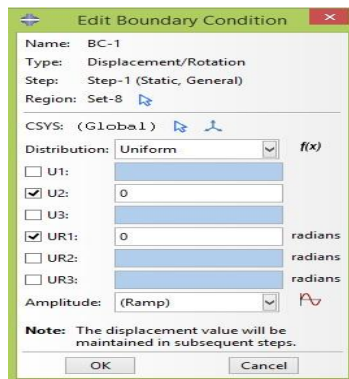 Edit Boundary Condition
Name: BC-1
Type: Displacement/Rotation
Step: Step-1 (Static, General)
Region: Set-8
CSYS: (Global)
Distribution: Uniform f(x)
U1:
U2: 0
U3:
UR1: 0 radians
UR2: radians
UR3: radians
Amplitude: (Ramp)
Note: The displacement value will be
maintained in subsequent steps.
OK Cancel